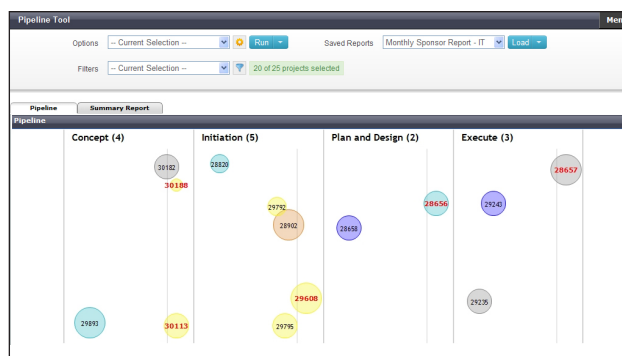 Pipeline Tool
Options -- Current Selection -- Run Saved Reports Monthly Sponsor Report - IT Load
Filters -- Current Selection -- 20 of 25 projects selected
Pipeline Summary Report
Pipeline
Concept (4) Initiation (5) Plan and Design (2) Execute (3)
30182 28820 28657
30188
29792 28656 29243
28902 28658
29608 29235
29893 30113 29795